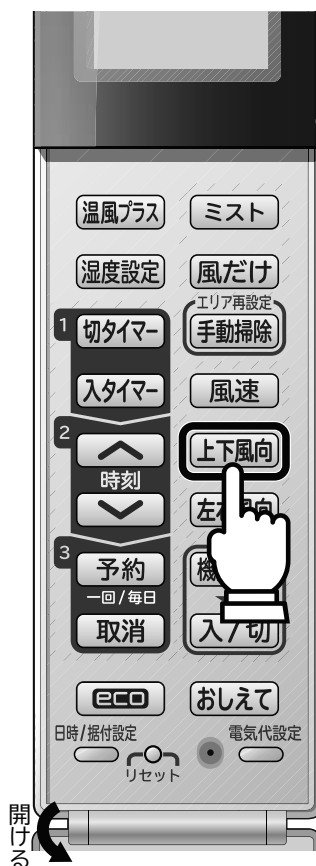 温風プラス ミスト
湿度設定 風だけ
エリア再設定
1 切タイマー 手動掃除
入タイマー 風速
2 上下風向
時刻
左右風向
3 予約
一回/毎日
取消 入/切
eco おしえて
日時/据付設定 電気代設定
リセット
開ける